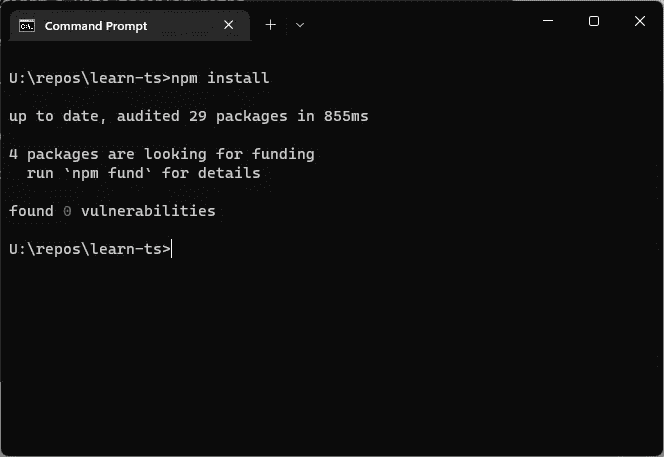 Command Prompt
U:\repos\learn-ts>npm install
up to date, audited 29 packages in 855ms
4 packages are looking for funding
run `npm fund` for details
found 0 vulnerabilities
U:\repos\learn-ts>